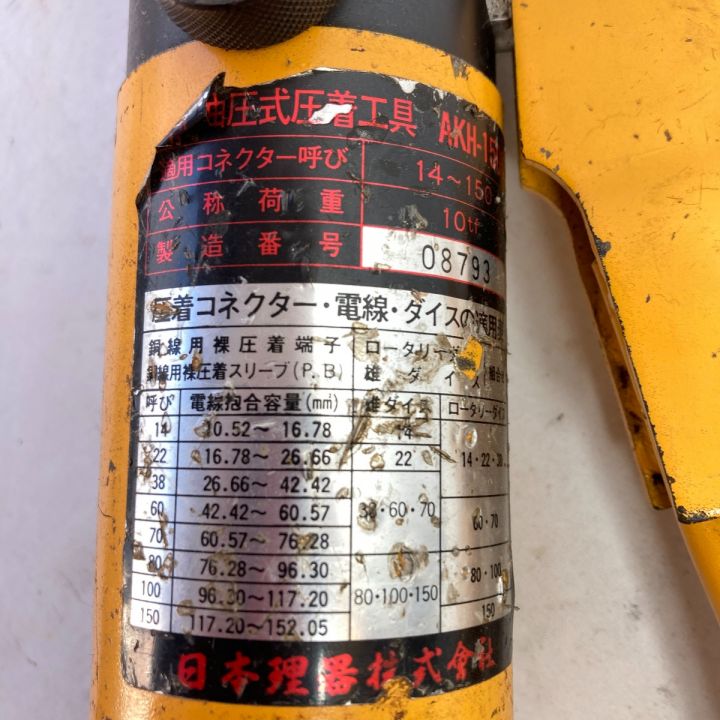 油圧式圧着工具 AKH-15
適用コネクター呼び 14～150
公称荷重 10tf
製造番号 08793
圧着コネクター・電線・ダイスの適用
銅線用裸圧着端子 ロータリー
銅線用裸圧着スリーブ(P.B) 雄ダイス 組合
呼び 電線抱合容量(mm²) 雄ダイス ロータリーダイ
14 10.52～16.78 14
22 16.78～26.66 22 14・22・38
38 26.66～42.42
60 42.42～60.57 38・60・70
70 60.57～76.28 60・70
80 76.28～96.30 80・100
100 96.30～117.20 80・100・150
150 117.20～152.05 150
日本理器株式會社